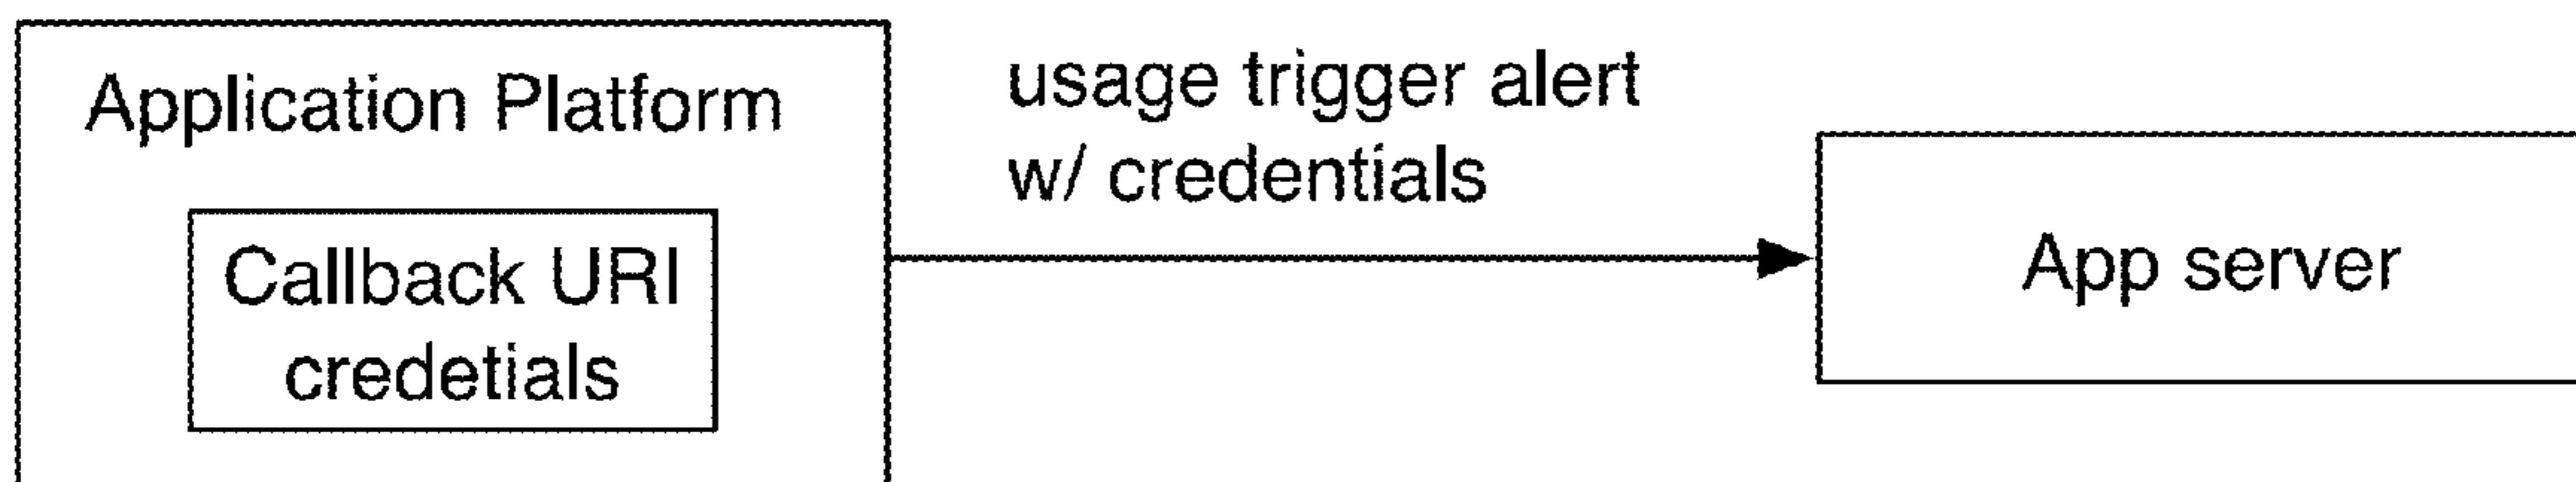 Application Platform
Callback URI
credetials
usage trigger alert
w/ credentials
App server